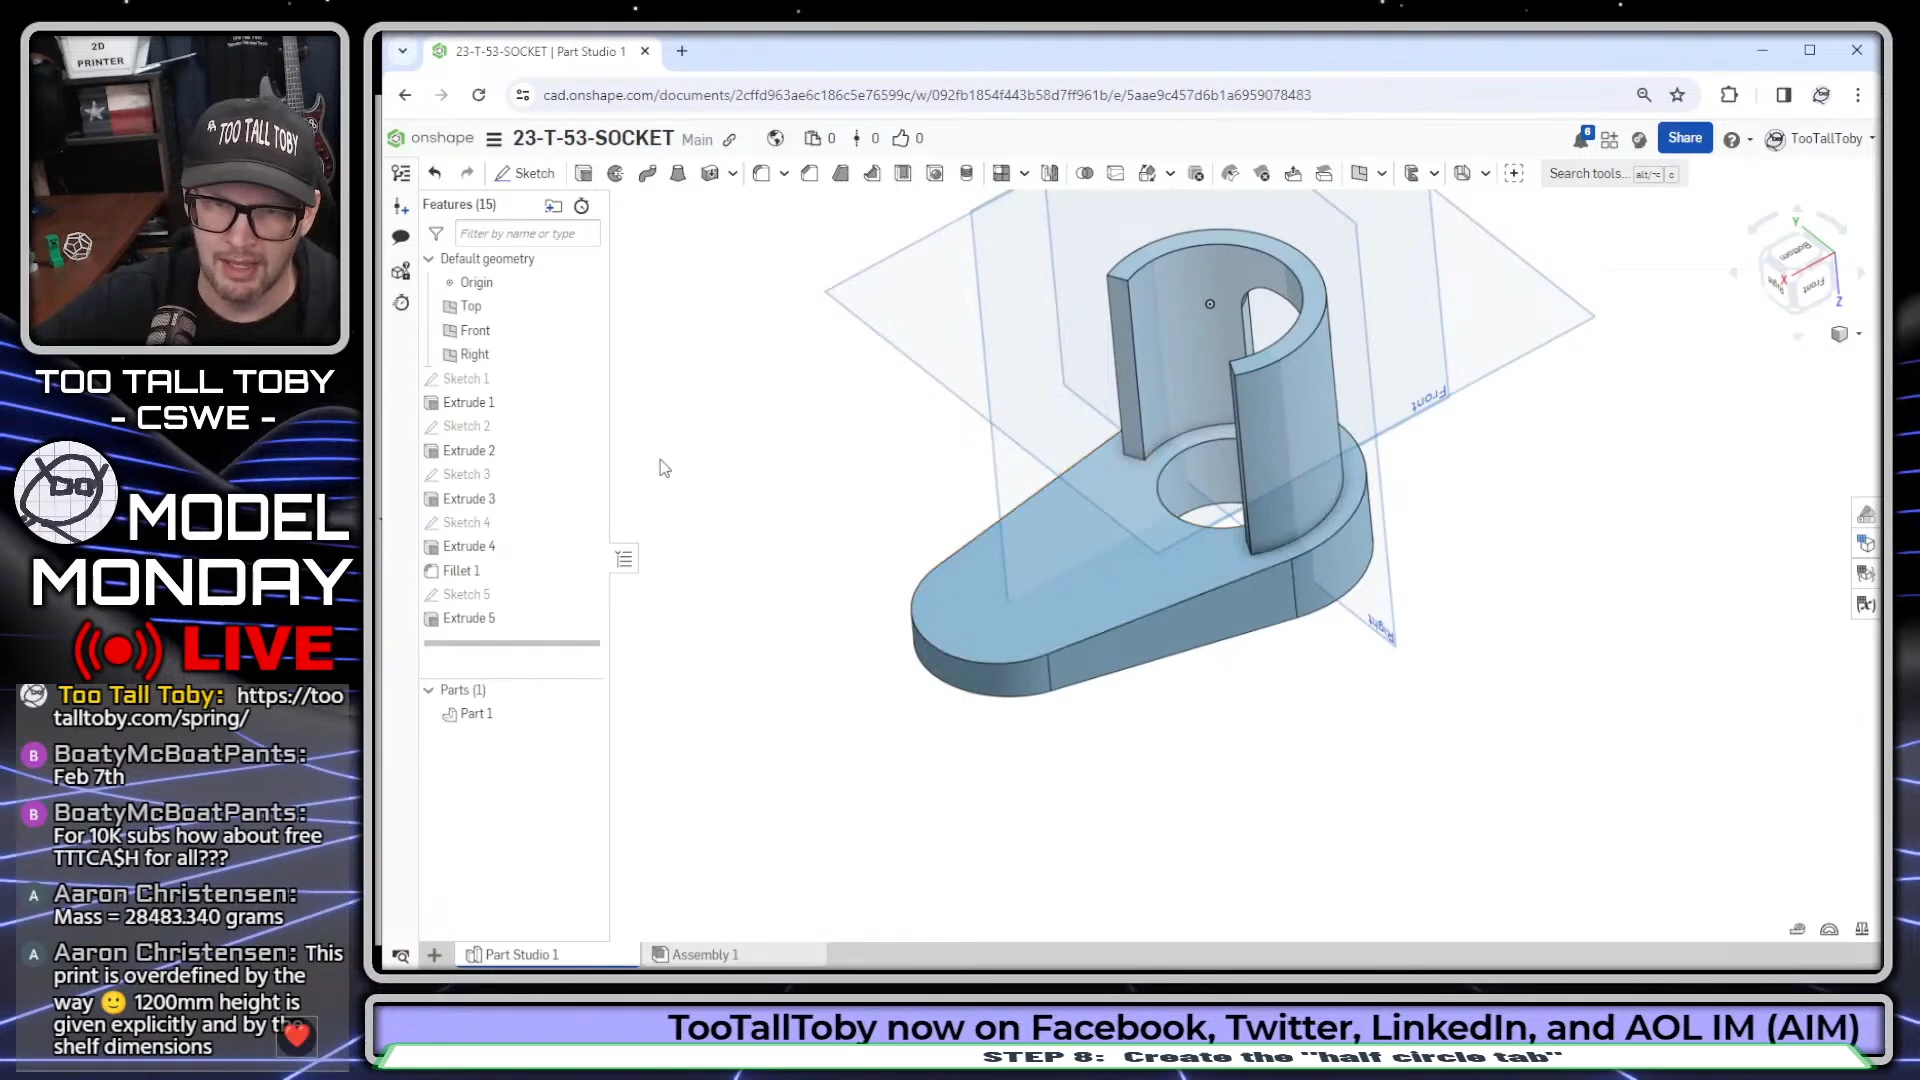 2D
PRINTER
TOO TALL TOBY
TOO TALL TOBY
- CSWE -
MODEL
MONDAY
LIVE
Too Tall Toby: https://too
talltoby.com/spring/
B BoatyMcBoatPants:
Feb 7th
B BoatyMcBoatPants:
For 10K subs how about free
TTTCA$H for all???
A Aaron Christensen:
Mass = 28483.340 grams
A Aaron Christensen: This
print is overdefined by the
way 🙂 1200mm height is
given explicitly and by th
shelf dimensions
23-T-53-SOCKET | Part Studio 1
cad.onshape.com/documents/2cffd963ae6c186c5e76599c/w/092fb1854f443b58d7ff961b/e/5aae9c457d6b1a6959078483
onshape 23-T-53-SOCKET Main 0 0 0 6 Share TooTallToby
Sketch Search tools... alt/⌥ c
Features (15)
Filter by name or type
Default geometry
Origin
Top
Front
Right
Sketch 1
Extrude 1
Sketch 2
Extrude 2
Sketch 3
Extrude 3
Sketch 4
Extrude 4
Fillet 1
Sketch 5
Extrude 5
Parts (1)
Part 1
Front
Right
Y
Bottom
X
Right
Front
Z
Part Studio 1
Assembly 1
TooTallToby now on Facebook, Twitter, LinkedIn, and AOL IM (AIM)
STEP 8: Create the "half circle tab"